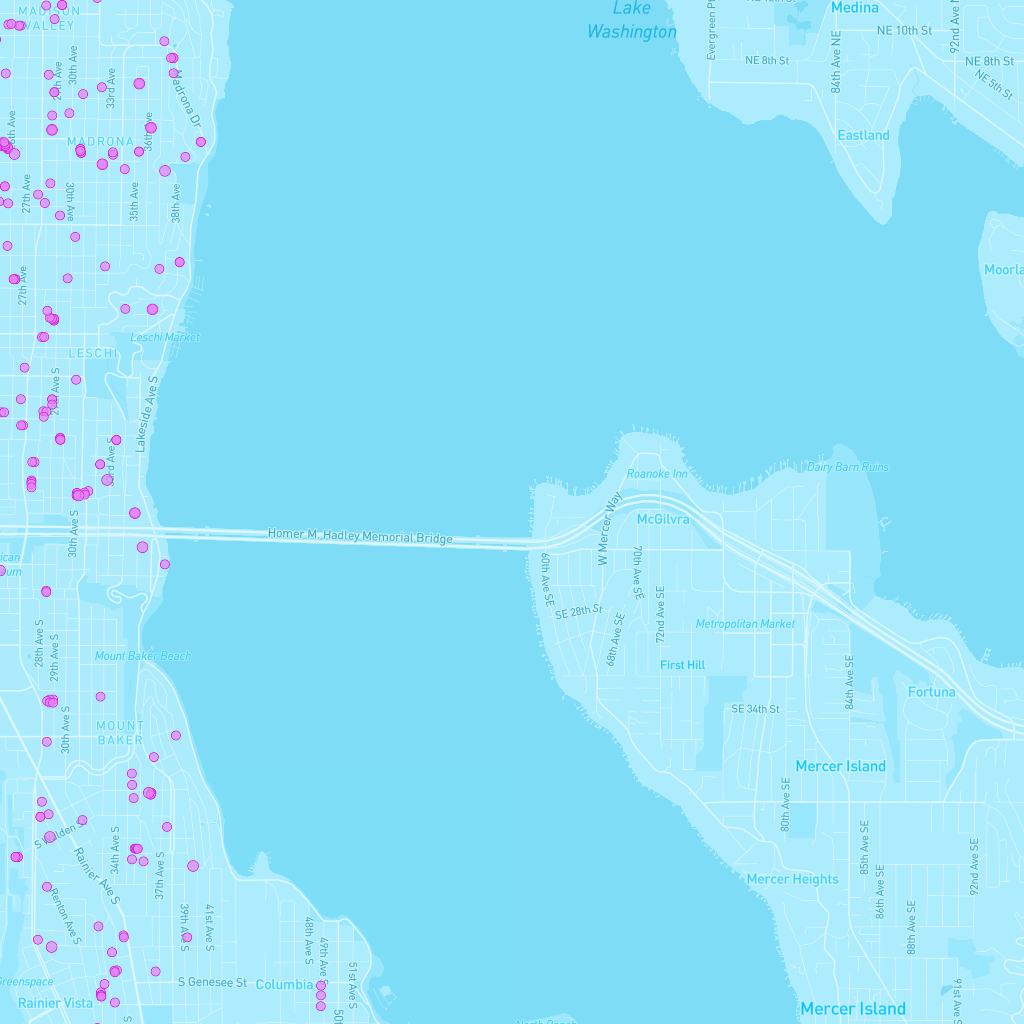 Lake
Washington
Medina
Evergreen Pt
NE 10th St
84th Ave NE
92nd Ave N
NE 8th St
NE 8th St
NE 5th St
Eastland
MADISON
VALLEY
30th Ave
33rd Ave
Madrona Dr
36th Ave
MADRONA
27th Ave
30th Ave
35th Ave
38th Ave
27th Ave
Moorla
Leschi Market
LESCHI
Lakeside Ave S
Roanoke Inn
Dairy Barn Ruins
McGilvra
W Mercer Way
Homer M. Hadley Memorial Bridge
30th Ave S
60th Ave SE
70th Ave SE
72nd Ave SE
SE 28th St
68th Ave SE
Metropolitan Market
First Hill
84th Ave SE
Fortuna
28th Ave S
29th Ave S
Mount Baker Beach
30th Ave S
MOUNT
BAKER
SE 34th St
Mercer Island
80th Ave SE
85th Ave SE
92nd Ave SE
S Walden S
34th Ave S
37th Ave S
Rainier Ave S
Mercer Heights
86th Ave SE
88th Ave SE
Renton Ave S
39th Ave S
41st Ave S
48th Ave S
49th Ave S
51st Ave S
S Genesee St
Columbia
Greenspace
Rainier Vista
91st Ave S
Mercer Island